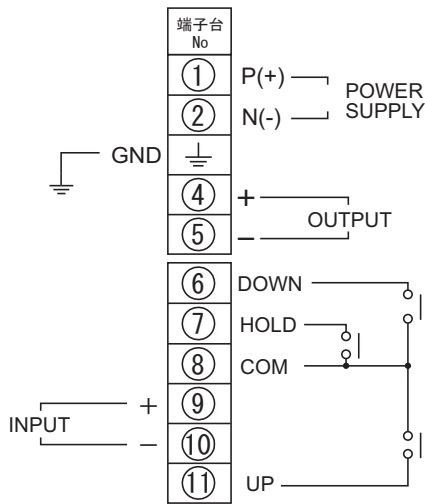 端子台
No
① P(+)
POWER
② N(-) SUPPLY
GND
④ +
OUTPUT
⑤ −
⑥ DOWN
⑦ HOLD
⑧ COM
+ ⑨
INPUT
− ⑩
⑪ UP